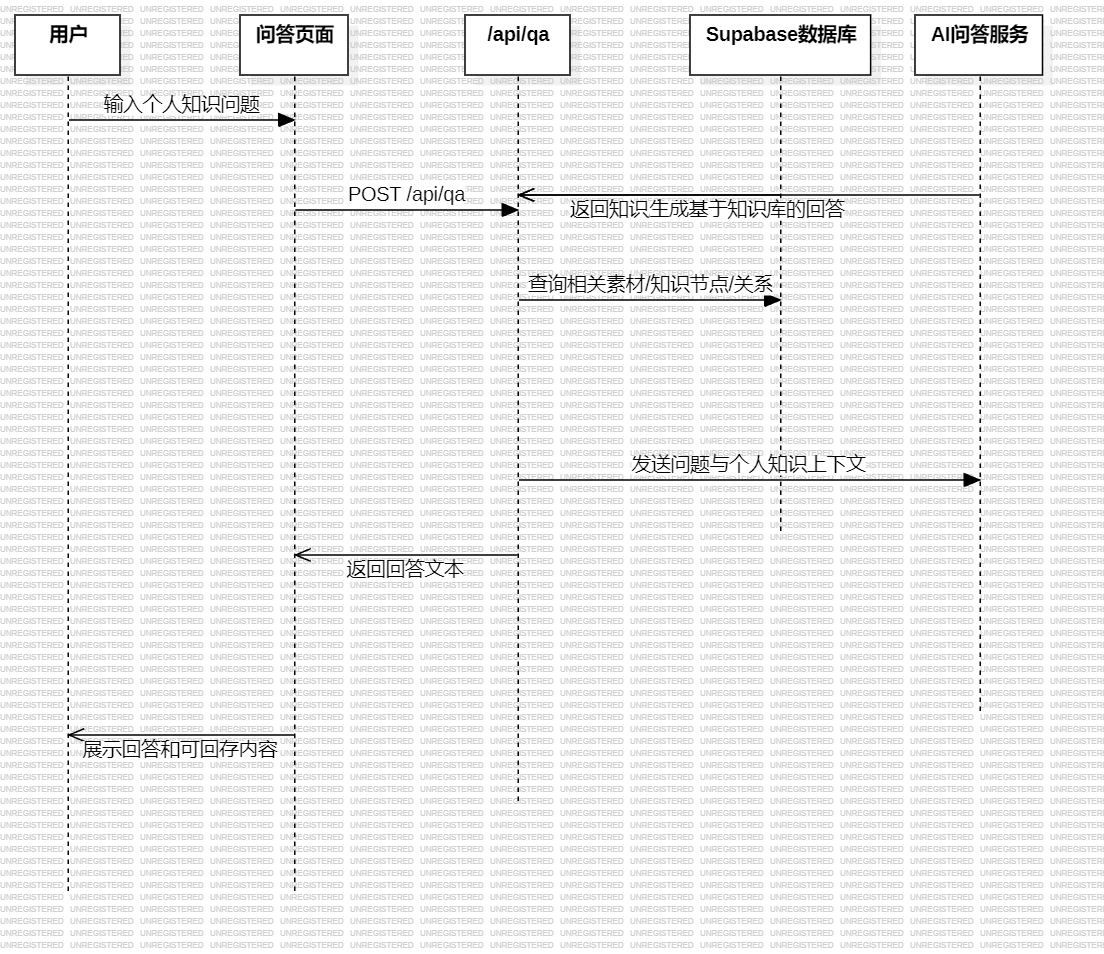 用户
问答页面
/api/qa
Supabase数据库
AI问答服务
输入个人知识问题
POST /api/qa
返回知识生成基于知识库的回答
查询相关素材/知识节点/关系
发送问题与个人知识上下文
返回回答文本
展示回答和可回存内容
UNREGISTERED